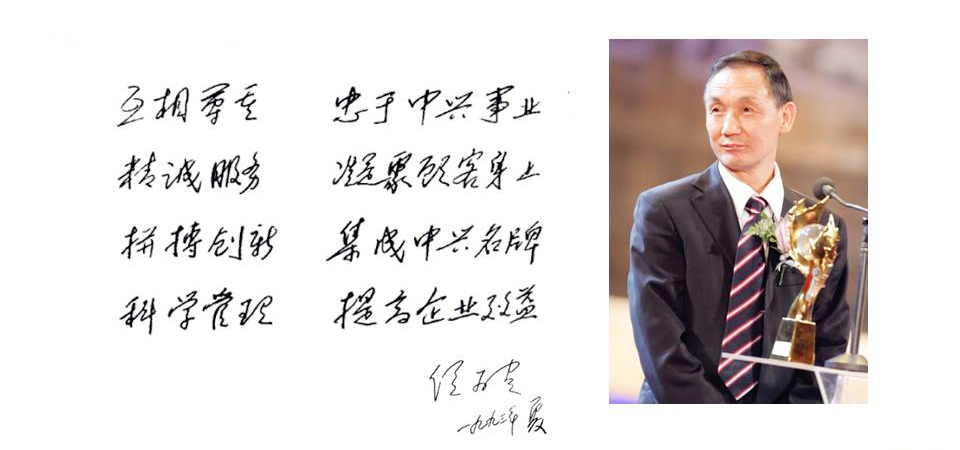 互相尊重 忠于中兴事业
精诚服务 凝聚顾客身上
拼搏创新 集成中兴名牌
科学管理 提高企业效益
侯为贵
一九九三年夏